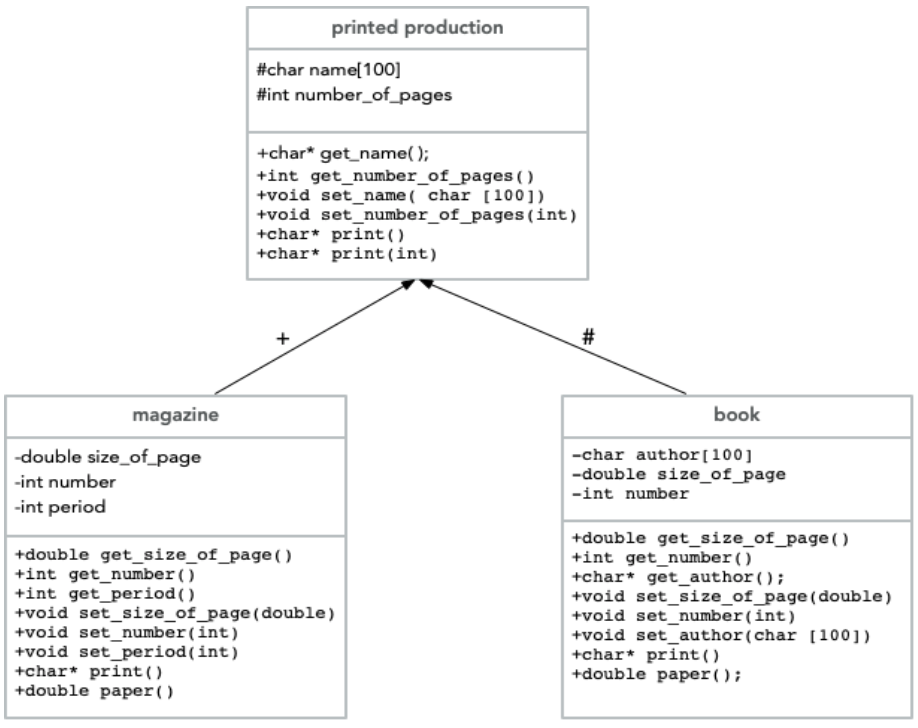 printed production
#char name[100]
#int number_of_pages
+char* get_name();
+int get_number_of_pages()
+void set_name( char [100])
+void set_number_of_pages(int)
+char* print()
+char* print(int)
+
#
magazine
-double size_of_page
-int number
-int period
+double get_size_of_page()
+int get_number()
+int get_period()
+void set_size_of_page(double)
+void set_number(int)
+void set_period(int)
+char* print()
+double paper()
book
-char author[100]
-double size_of_page
-int number
+double get_size_of_page()
+int get_number()
+char* get_author();
+void set_size_of_page(double)
+void set_number(int)
+void set_author(char [100])
+char* print()
+double paper();